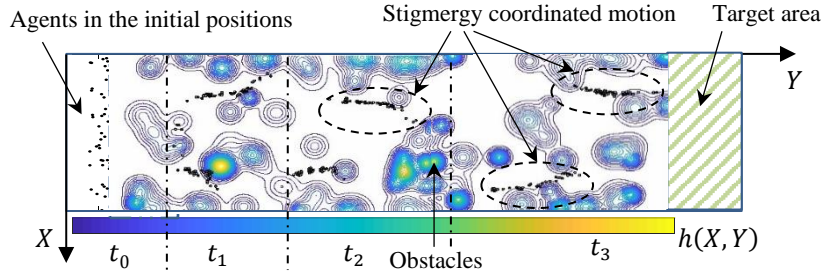 Agents in the initial positions
Stigmergy coordinated motion
Target area
Y
X
t₀
t₁
t₂
t₃
h(X, Y)
Obstacles